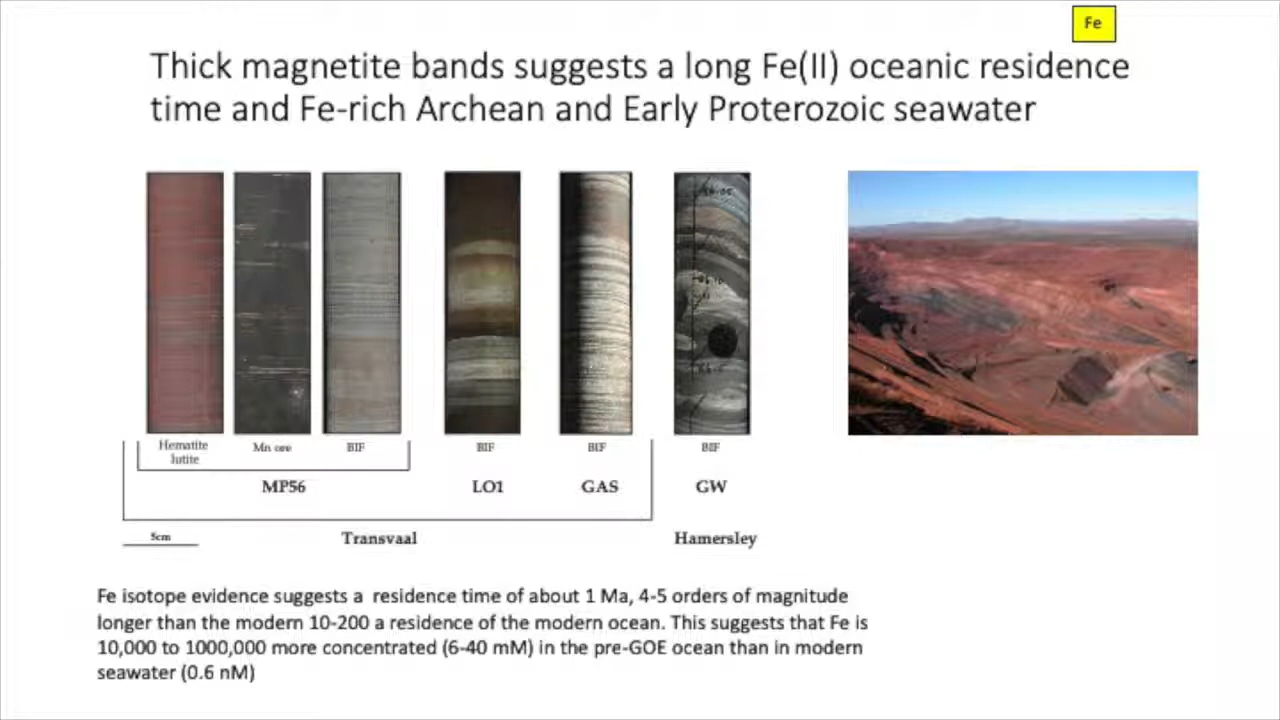 Fe
Thick magnetite bands suggests a long Fe(II) oceanic residence
time and Fe-rich Archean and Early Proterozoic seawater
Hematite
lutite
Mn ore
BIF
BIF
BIF
BIF
MP56
LO1
GAS
GW
5cm
Transvaal
Hamersley
Fe isotope evidence suggests a residence time of about 1 Ma, 4-5 orders of magnitude
longer than the modern 10-200 a residence of the modern ocean. This suggests that Fe is
10,000 to 1000,000 more concentrated (6-40 mM) in the pre-GOE ocean than in modern
seawater (0.6 nM)